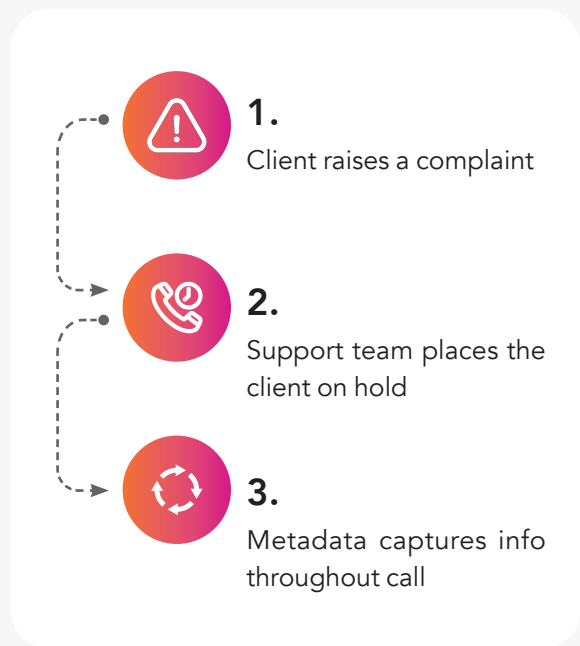 1.
Client raises a complaint
2.
Support team places the
client on hold
3.
Metadata captures info
throughout call